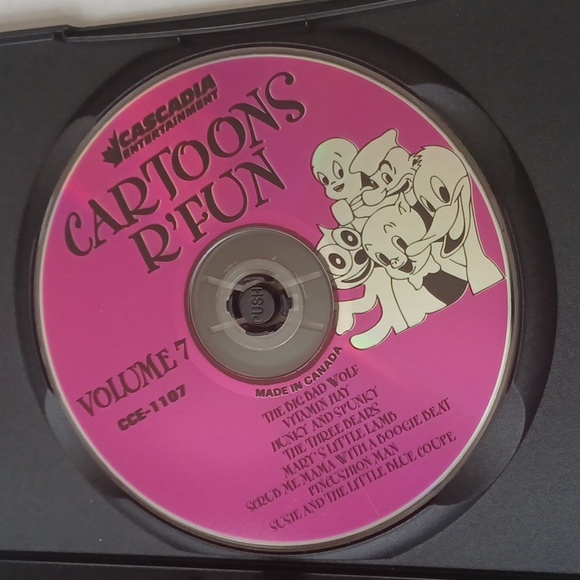 CASCADIA
ENTERTAINMENT
CARTOONS
R'FUN
VOLUME 7
CCE-1107
PUSH
MADE IN CANADA
THE BIG BAD WOLF
VITAMIN HAY
HUNKY AND SPUNKY
THE THREE BEARS
MARY'S LITTLE LAMB
SCRUB ME MAMA WITH A BOOGIE BEAT
PINCUSHION MAN
SUSIE AND THE LITTLE BLUE COUPE